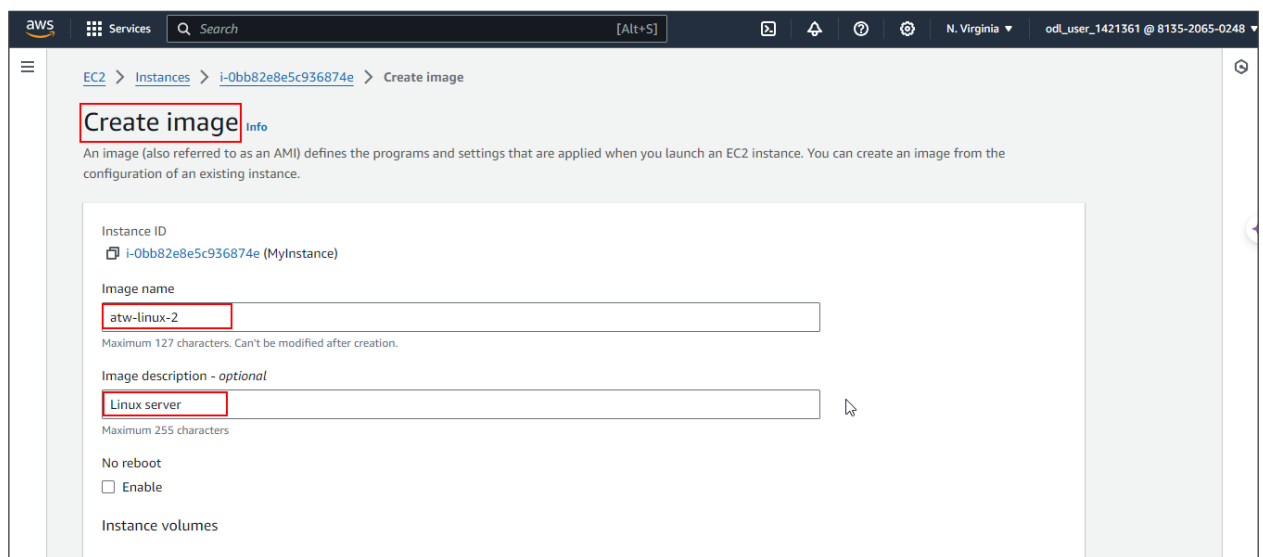 aws Services Search [Alt+S] N. Virginia odl_user_1421361 @ 8135-2065-0248
EC2 > Instances > i-0bb82e8e5c936874e > Create image
Create image Info
An image (also referred to as an AMI) defines the programs and settings that are applied when you launch an EC2 instance. You can create an image from the
configuration of an existing instance.
Instance ID
i-0bb82e8e5c936874e (MyInstance)
Image name
atw-linux-2
Maximum 127 characters. Can't be modified after creation.
Image description - optional
Linux server
Maximum 255 characters
No reboot
Enable
Instance volumes